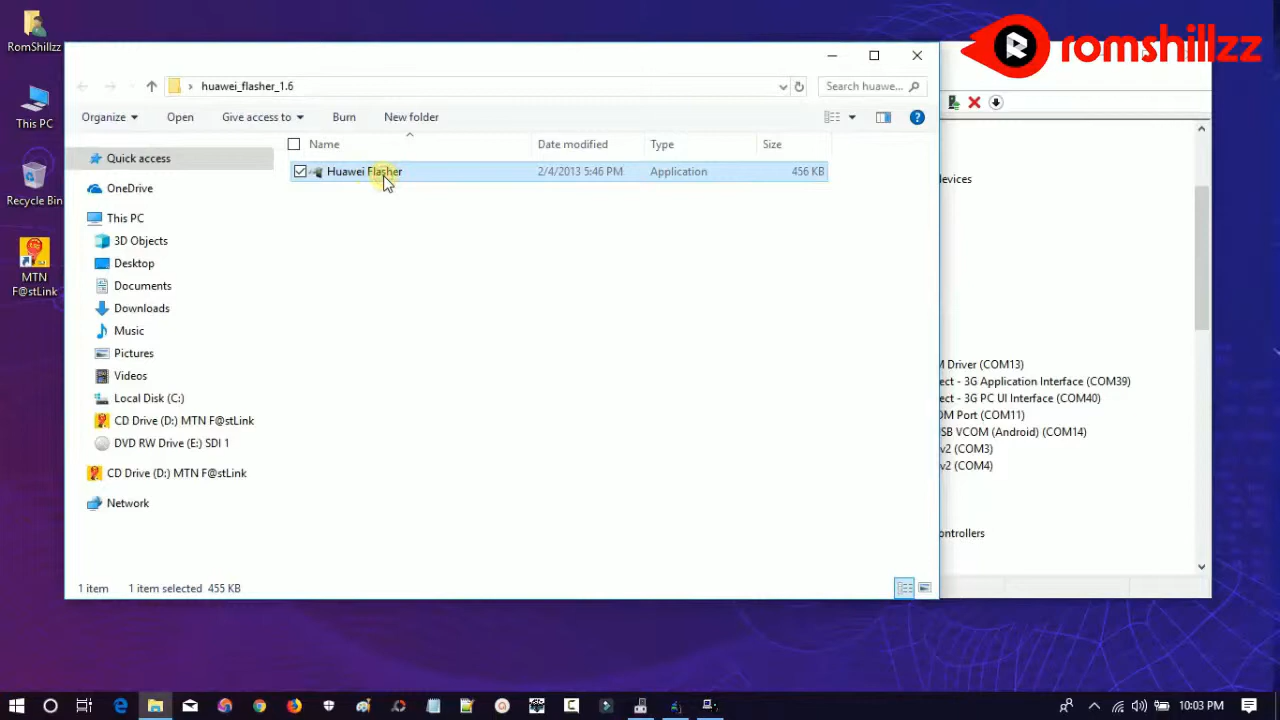 RomShillzz
This PC
Recycle Bin
MTN
F@stLink
romshillzz
huawei_flasher_1.6
Search huawe...
Organize
Open
Give access to
Burn
New folder
Name
Date modified
Type
Size
Huawei Flasher
2/4/2013 5:46 PM
Application
456 KB
Quick access
OneDrive
This PC
3D Objects
Desktop
Documents
Downloads
Music
Pictures
Videos
Local Disk (C:)
CD Drive (D:) MTN F@stLink
DVD RW Drive (E:) SDI 1
CD Drive (D:) MTN F@stLink
Network
1 item
1 item selected 455 KB
evices
M Driver (COM13)
ect - 3G Application Interface (COM39)
ect - 3G PC UI Interface (COM40)
OM Port (COM11)
SB VCOM (Android) (COM14)
v2 (COM3)
v2 (COM4)
ontrollers
10:03 PM